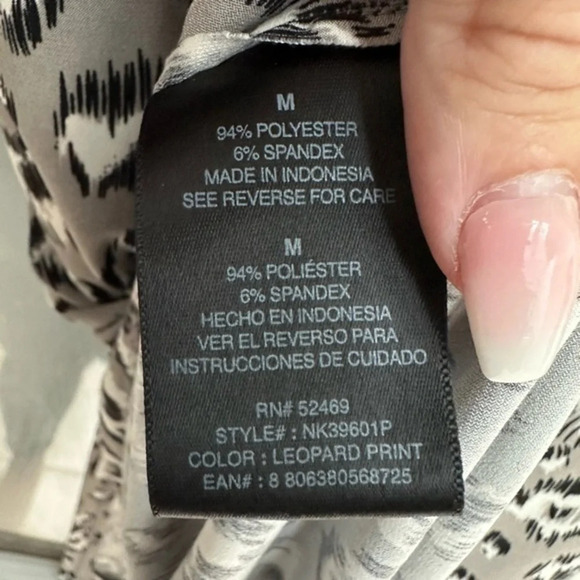 M
94% POLYESTER
6% SPANDEX
MADE IN INDONESIA
SEE REVERSE FOR CARE
M
94% POLIÉSTER
6% SPANDEX
HECHO EN INDONESIA
VER EL REVERSO PARA
INSTRUCCIONES DE CUIDADO
RN# 52469
STYLE# : NK39601P
COLOR : LEOPARD PRINT
EAN# : 8 806380568725